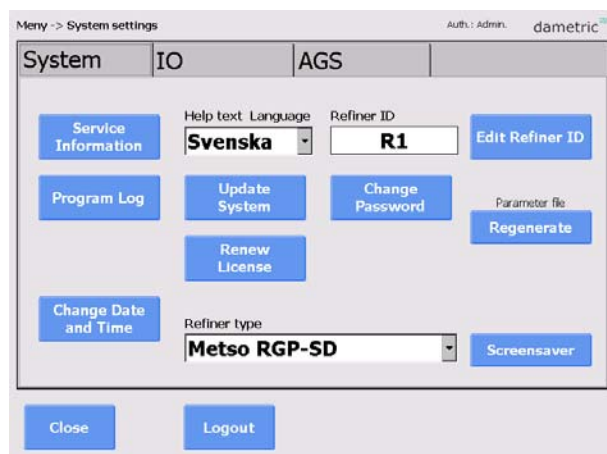 Meny -> System settings
Auth.: Admin.
dametric
System
IO
AGS
Service
Information
Help text Language
Svenska
Refiner ID
R1
Edit Refiner ID
Program Log
Update
System
Change
Password
Parameter file
Regenerate
Renew
License
Change Date
and Time
Refiner type
Metso RGP-SD
Screensaver
Close
Logout